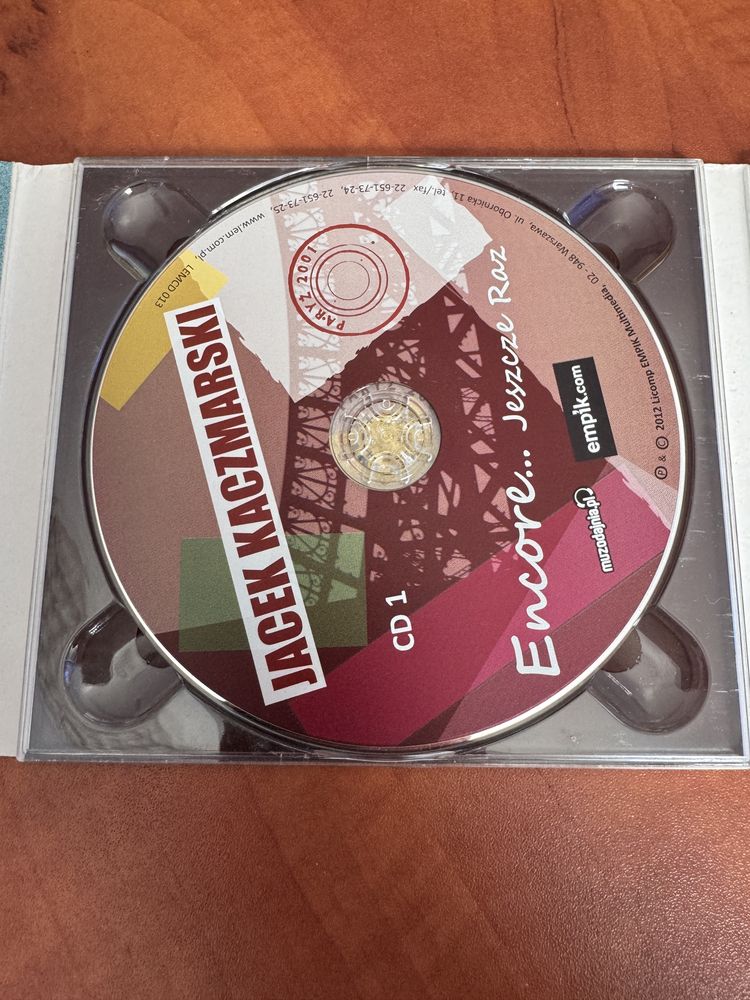 JACEK KACZMARSKI
PARYŻ 2001
CD 1
Encore... Jeszcze Raz
muzodajnia.pl
empik.com
℗ & © 2012 Licomp EMPIK Multimedia, 02 - 948 Warszawa, ul. Obornicka 11, tel./fax 22-651-73-24, 22-651-73-25, www.lem.com.pl, LEMCD 013